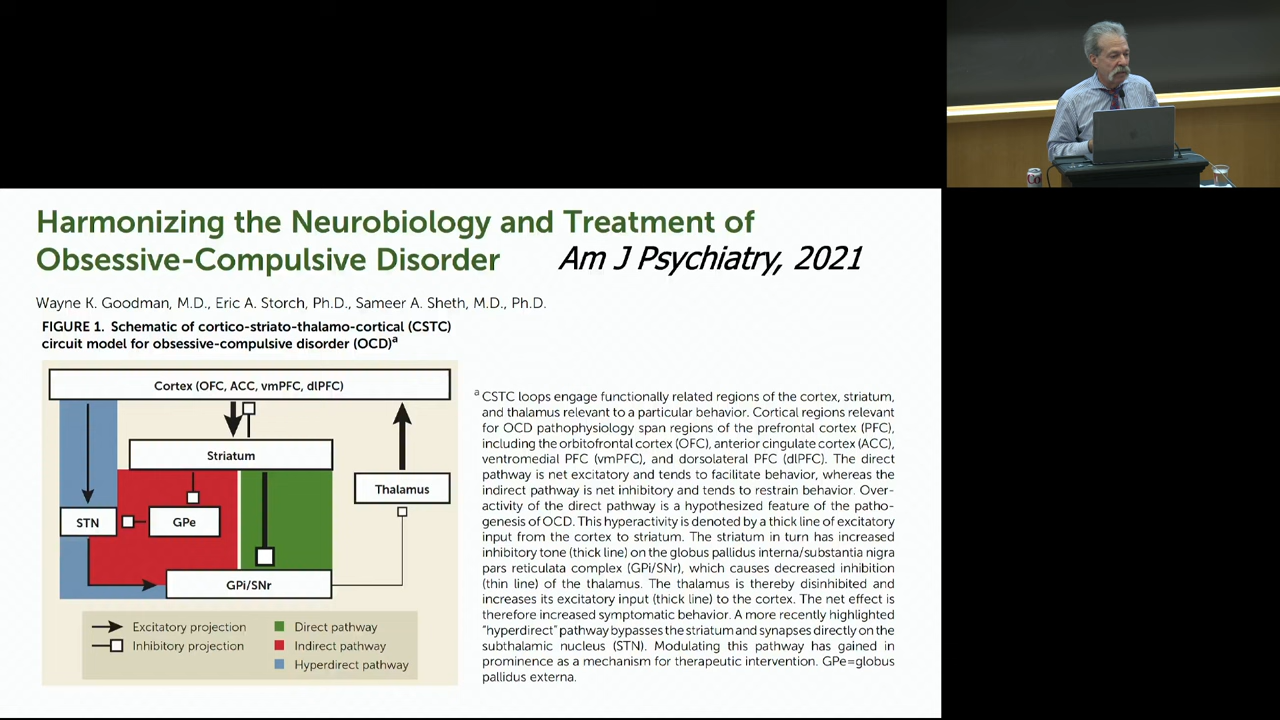 Harmonizing the Neurobiology and Treatment of
Obsessive-Compulsive Disorder Am J Psychiatry, 2021
Wayne K. Goodman, M.D., Eric A. Storch, Ph.D., Sameer A. Sheth, M.D., Ph.D.
FIGURE 1. Schematic of cortico-striato-thalamo-cortical (CSTC)
circuit model for obsessive-compulsive disorder (OCD)a
Cortex (OFC, ACC, vmPFC, dlPFC)
Striatum
Thalamus
STN
GPe
GPi/SNr
Excitatory projection
Inhibitory projection
Direct pathway
Indirect pathway
Hyperdirect pathway
a CSTC loops engage functionally related regions of the cortex, striatum,
and thalamus relevant to a particular behavior. Cortical regions relevant
for OCD pathophysiology span regions of the prefrontal cortex (PFC),
including the orbitofrontal cortex (OFC), anterior cingulate cortex (ACC),
ventromedial PFC (vmPFC), and dorsolateral PFC (dlPFC). The direct
pathway is net excitatory and tends to facilitate behavior, whereas the
indirect pathway is net inhibitory and tends to restrain behavior. Over-
activity of the direct pathway is a hypothesized feature of the patho-
genesis of OCD. This hyperactivity is denoted by a thick line of excitatory
input from the cortex to striatum. The striatum in turn has increased
inhibitory tone (thick line) on the globus pallidus interna/substantia nigra
pars reticulata complex (GPi/SNr), which causes decreased inhibition
(thin line) of the thalamus. The thalamus is thereby disinhibited and
increases its excitatory input (thick line) to the cortex. The net effect is
therefore increased symptomatic behavior. A more recently highlighted
"hyperdirect" pathway bypasses the striatum and synapses directly on the
subthalamic nucleus (STN). Modulating this pathway has gained in
prominence as a mechanism for therapeutic intervention. GPe=globus
pallidus externa.